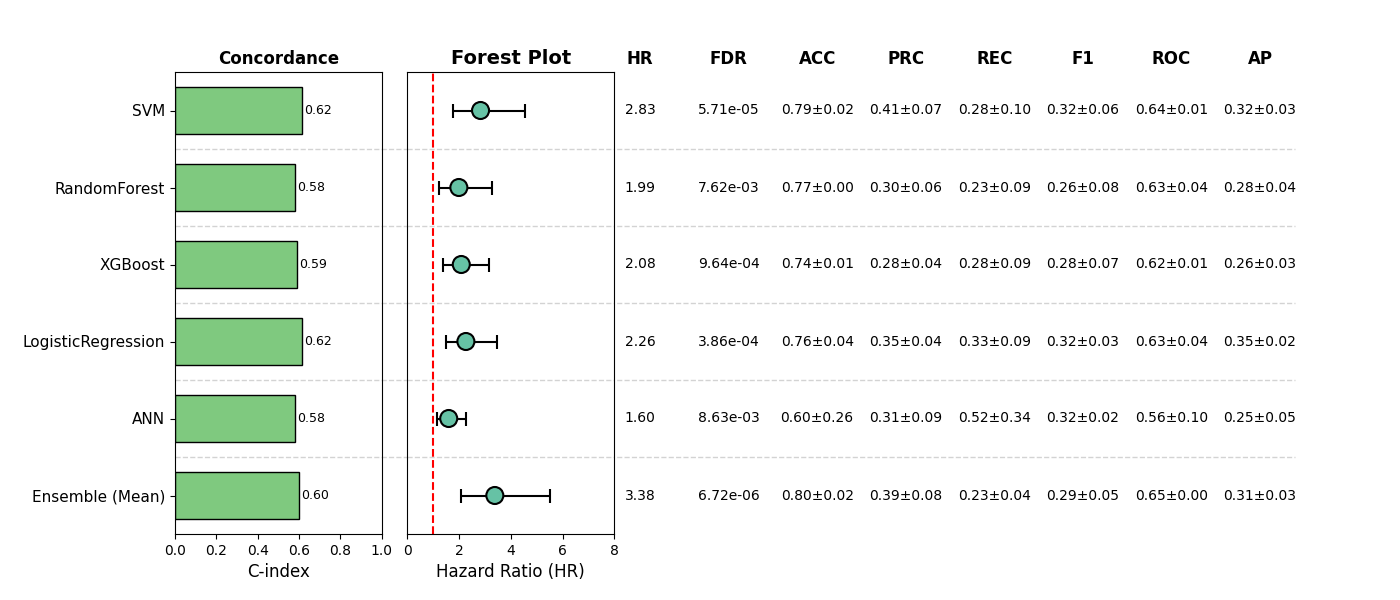 Concordance Forest Plot HR FDR ACC PRC REC F1 ROC AP
SVM 0.62 2.83 5.71e-05 0.79±0.02 0.41±0.07 0.28±0.10 0.32±0.06 0.64±0.01 0.32±0.03
RandomForest 0.58 1.99 7.62e-03 0.77±0.00 0.30±0.06 0.23±0.09 0.26±0.08 0.63±0.04 0.28±0.04
XGBoost 0.59 2.08 9.64e-04 0.74±0.01 0.28±0.04 0.28±0.09 0.28±0.07 0.62±0.01 0.26±0.03
LogisticRegression 0.62 2.26 3.86e-04 0.76±0.04 0.35±0.04 0.33±0.09 0.32±0.03 0.63±0.04 0.35±0.02
ANN 0.58 1.60 8.63e-03 0.60±0.26 0.31±0.09 0.52±0.34 0.32±0.02 0.56±0.10 0.25±0.05
Ensemble (Mean) 0.60 3.38 6.72e-06 0.80±0.02 0.39±0.08 0.23±0.04 0.29±0.05 0.65±0.00 0.31±0.03
0.0 0.2 0.4 0.6 0.8 1.0 0 2 4 6 8
C-index Hazard Ratio (HR)